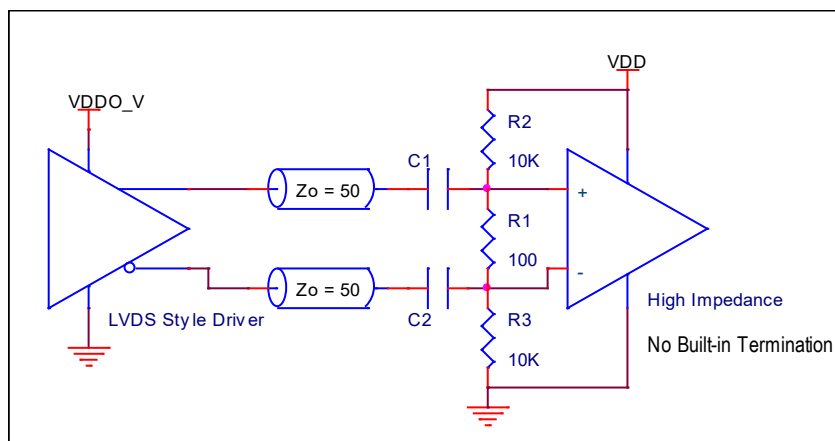 VDD
VDDO_V
R2
C1
10K
Zo = 50
+
R1
100
Zo = 50
-
C2
R3
LVDS Style Driver
High Impedance
10K
No Built-in Termination